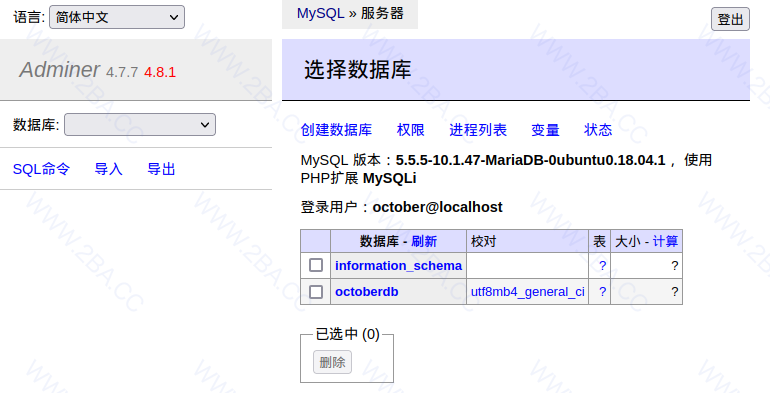 语言: 简体中文
MySQL » 服务器
登出
Adminer 4.7.7 4.8.1
选择数据库
数据库:
SQL命令 导入 导出
创建数据库 权限 进程列表 变量 状态
MySQL 版本：5.5.5-10.1.47-MariaDB-0ubuntu0.18.04.1， 使用
PHP扩展 MySQLi
登录用户：october@localhost
数据库 - 刷新 校对 表 大小 - 计算
information_schema ? ?
octoberdb utf8mb4_general_ci ? ?
已选中 (0)
删除
WWW.2BA.CC